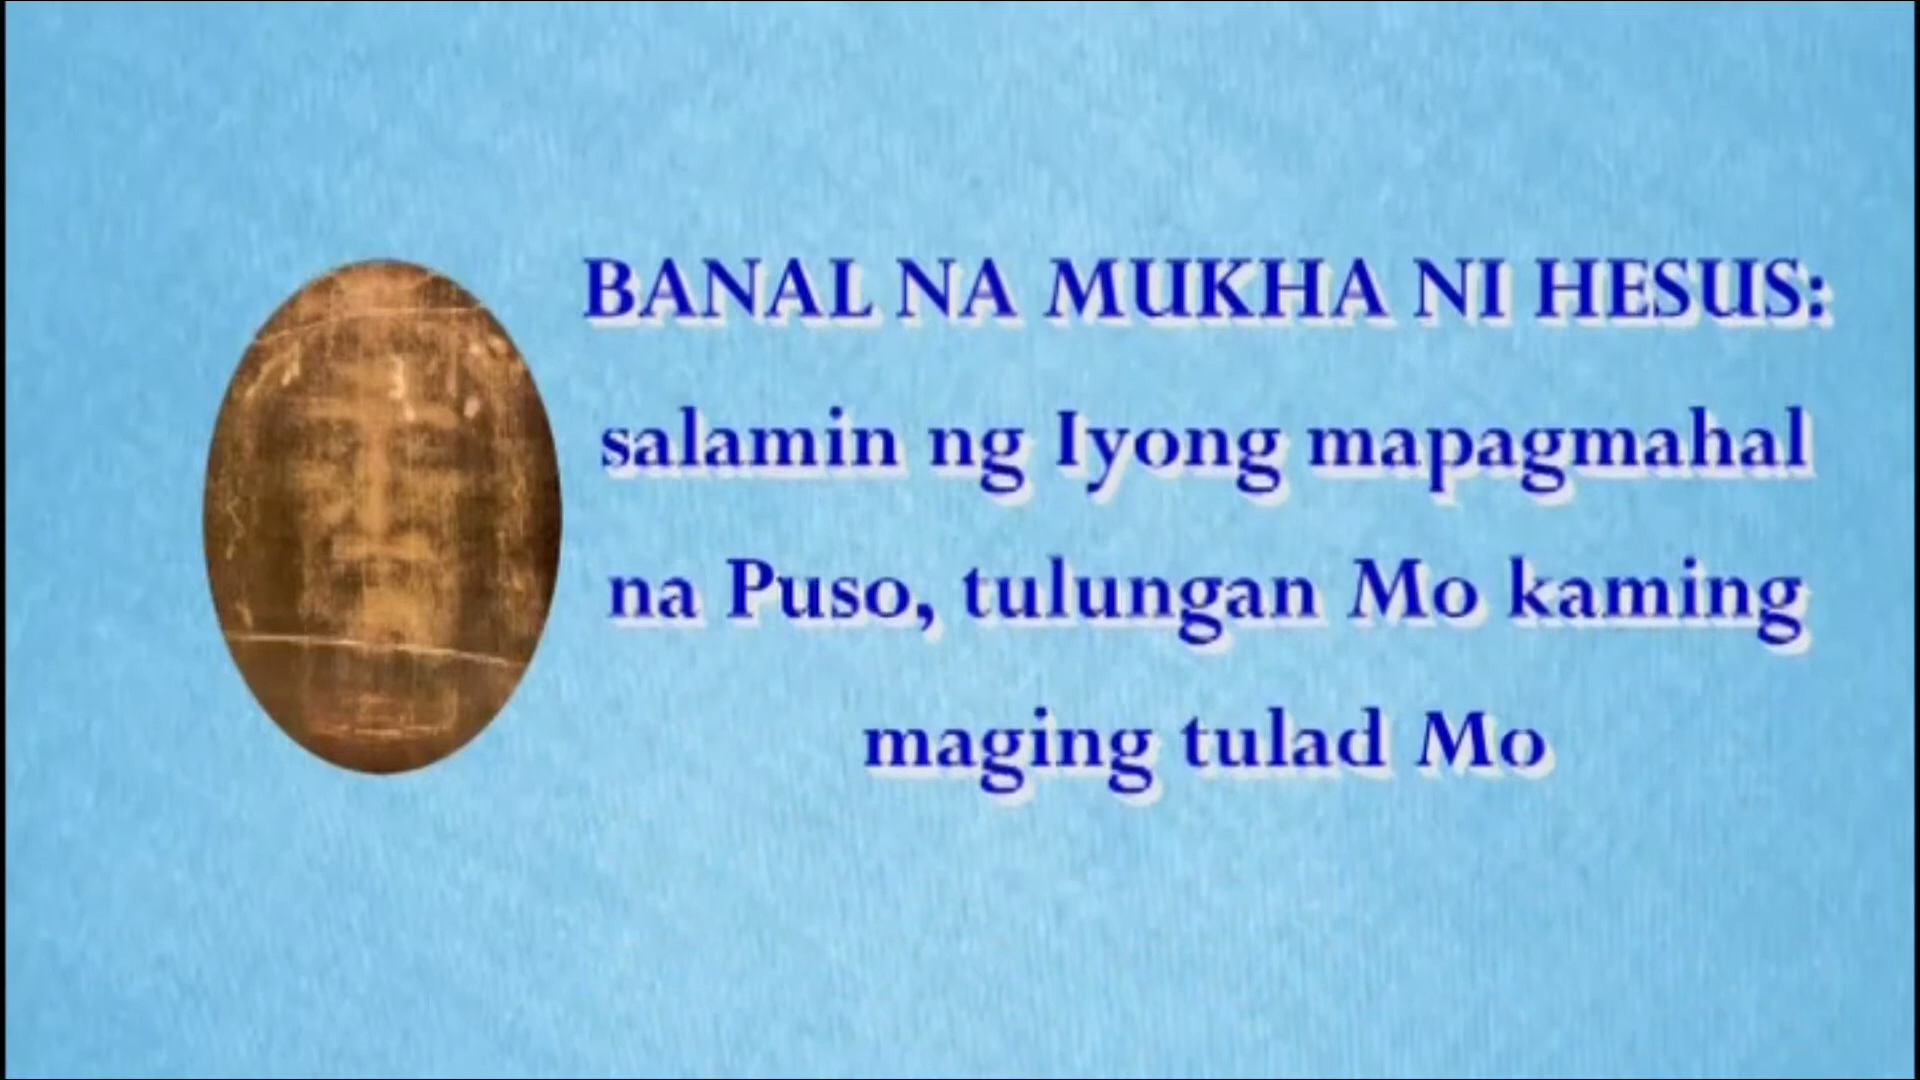 BANAL NA MUKHA NI HESUS:
salamin ng Iyong mapagmahal
na Puso, tulungan Mo kaming
maging tulad Mo